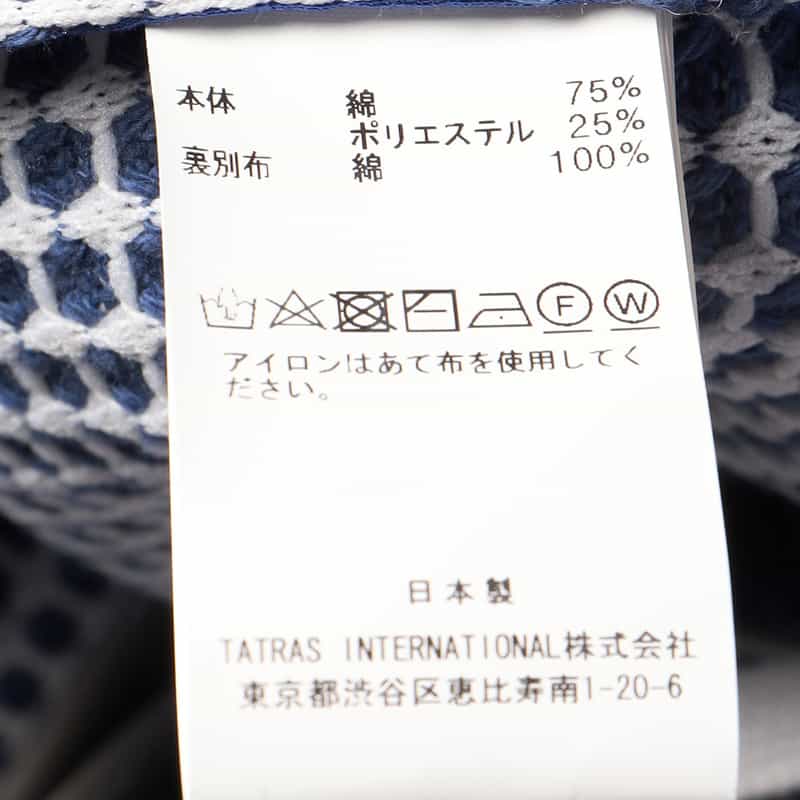 本体 綿 75%
ポリエステル 25%
裏別布 綿 100%
F W
アイロンはあて布を使用してく
ださい。
日本製
TATRAS INTERNATIONAL株式会社
東京都渋谷区恵比寿南1-20-6